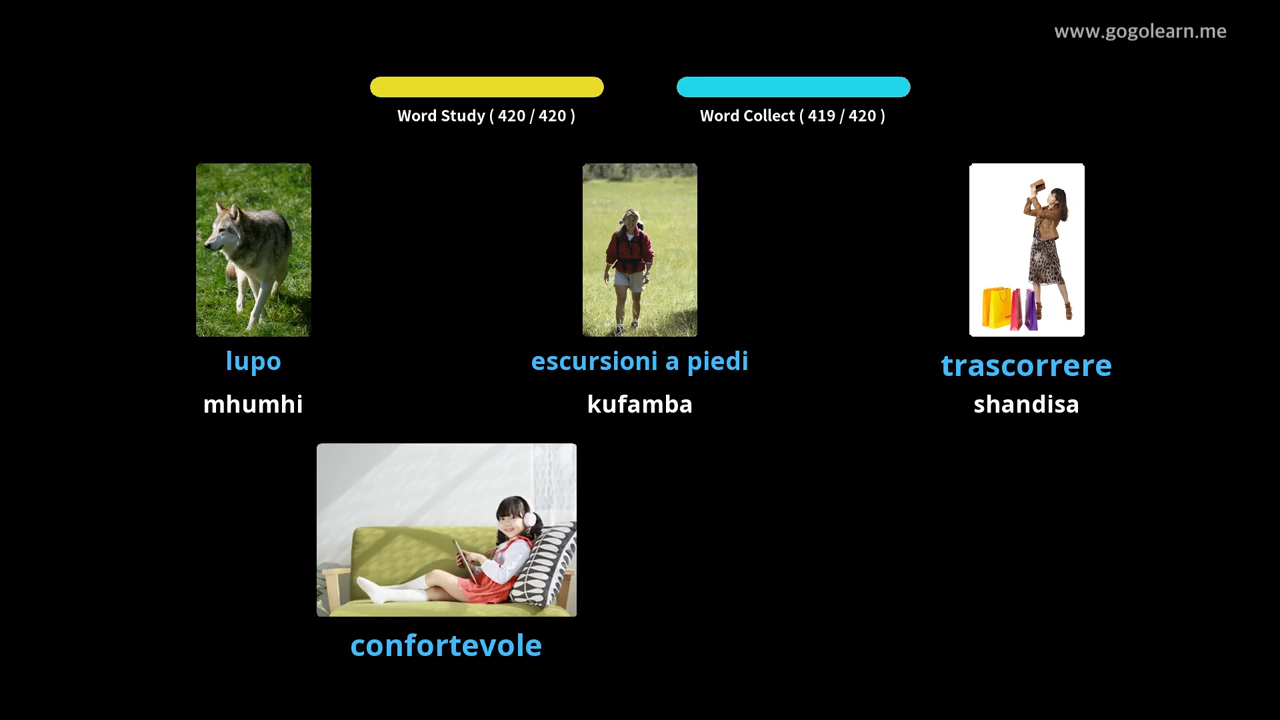 www.gogolearn.me
Word Study ( 420 / 420 )
Word Collect ( 419 / 420 )
lupo
escursioni a piedi
trascorrere
mhumhi
kufamba
shandisa
confortevole